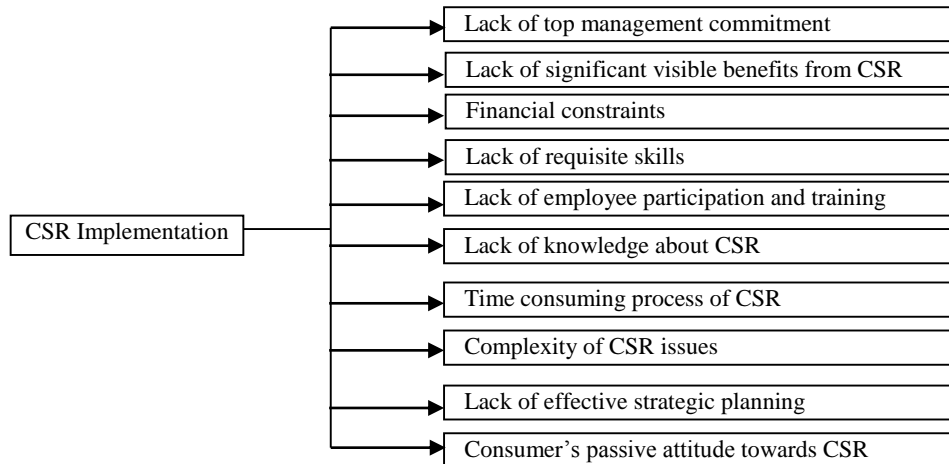 Lack of top management commitment
Lack of significant visible benefits from CSR
Financial constraints
Lack of requisite skills
Lack of employee participation and training
CSR Implementation
Lack of knowledge about CSR
Time consuming process of CSR
Complexity of CSR issues
Lack of effective strategic planning
Consumer’s passive attitude towards CSR